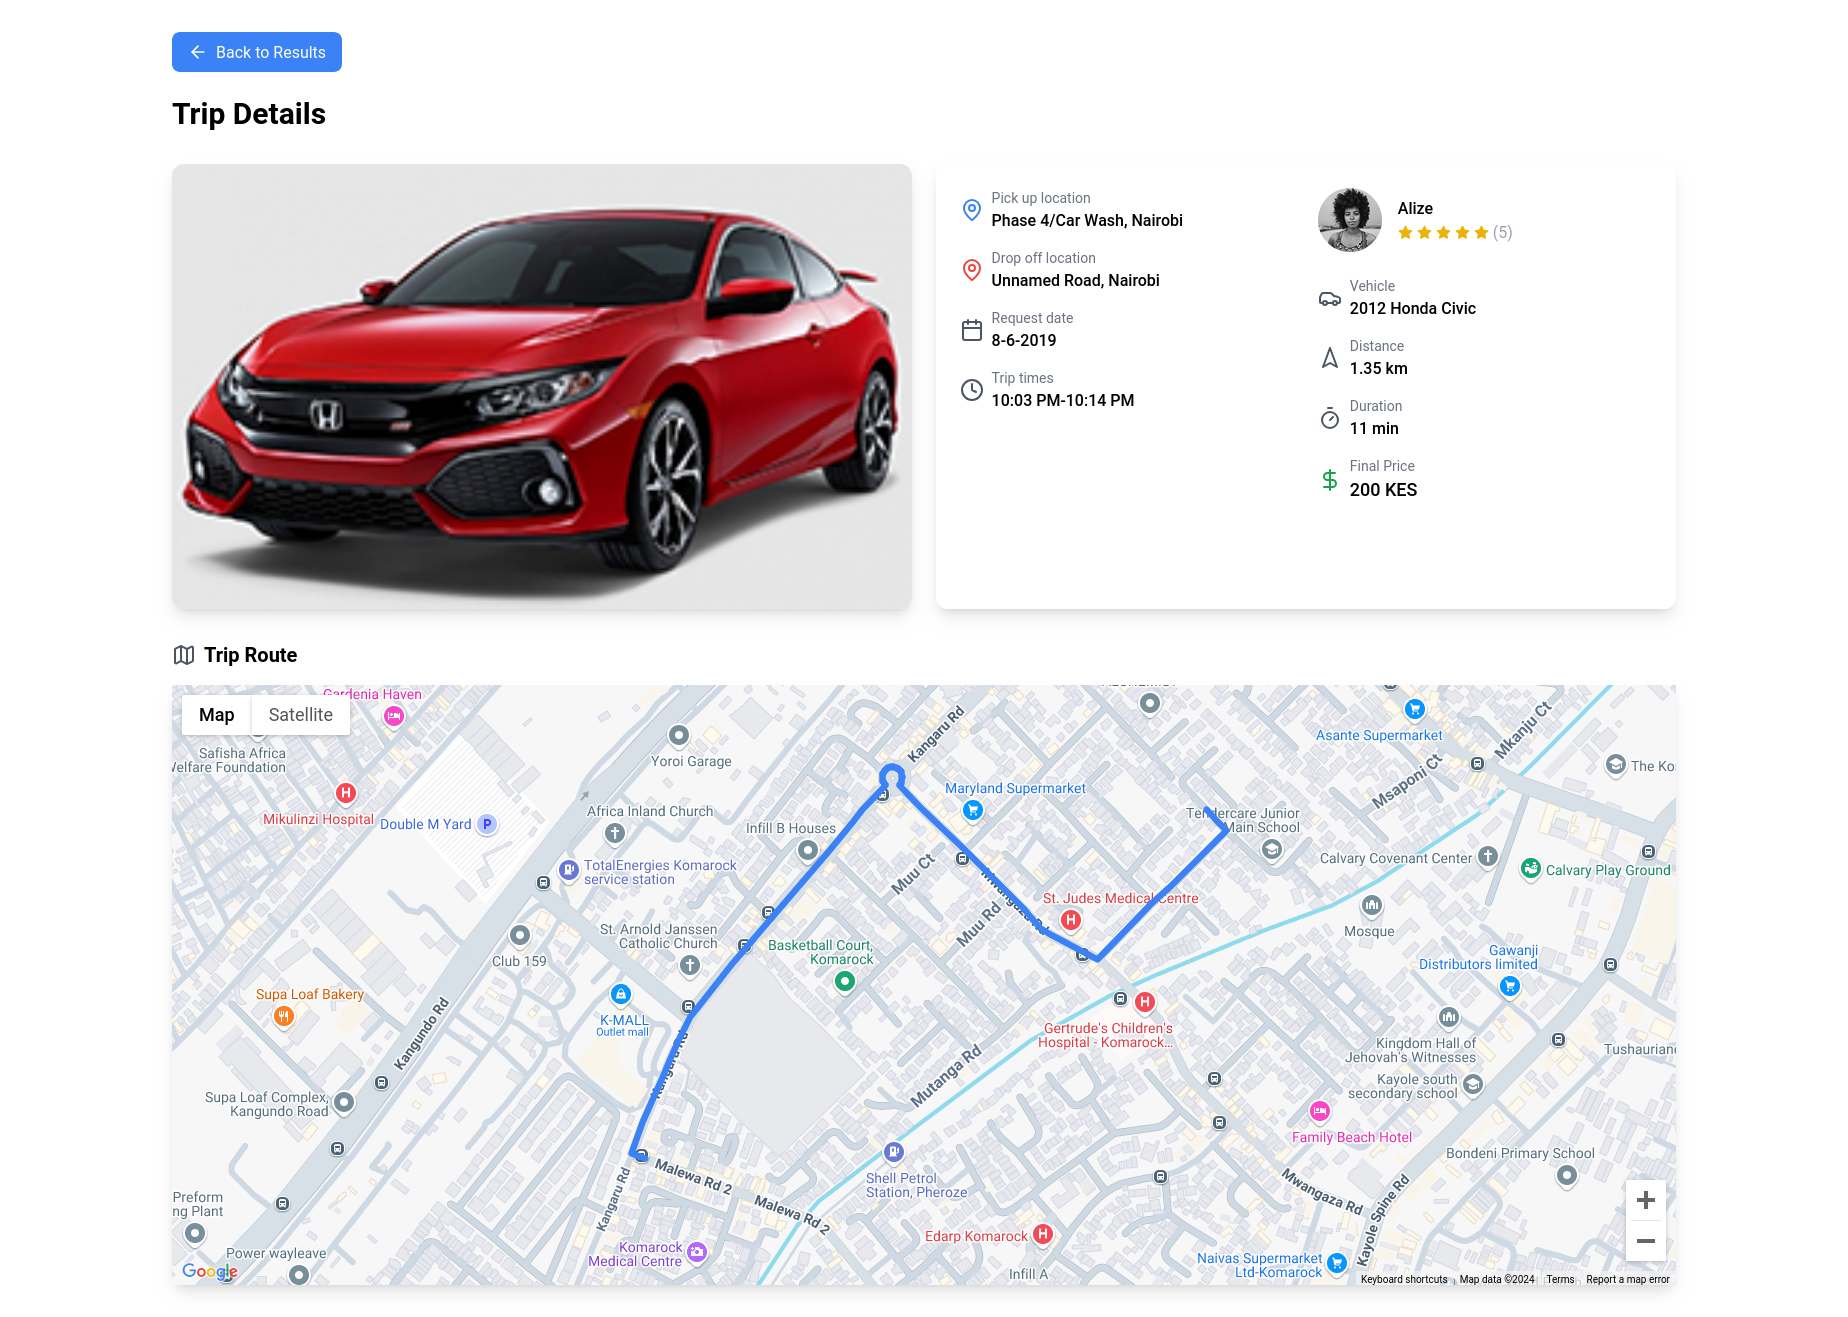 Back to Results
Trip Details
Pick up location
Phase 4/Car Wash, Nairobi
Drop off location
Unnamed Road, Nairobi
Request date
8-6-2019
Trip times
10:03 PM-10:14 PM
Alize
(5)
Vehicle
2012 Honda Civic
Distance
1.35 km
Duration
11 min
Final Price
200 KES
Trip Route
Map
Satellite
Gardenia Haven
Safisha Africa
Welfare Foundation
Mikulinzi Hospital
Double M Yard
P
Yoroi Garage
Africa Inland Church
TotalEnergies Komarock
service station
Infill B Houses
Kangaru Rd
Maryland Supermarket
Muu Ct
Muu Rd
Mwangaza Rd
St. Judes Medical Centre
Tendercare Junior
Main School
Asante Supermarket
Msaponi Ct
Mkanju Ct
The Ko
Calvary Covenant Center
Calvary Play Ground
Mosque
Gawanji
Distributors limited
St. Arnold Janssen
Catholic Church
Basketball Court,
Komarock
Club 159
K-MALL
Outlet mall
Supa Loaf Bakery
Kangundo Rd
Kangaru Rd
Gertrude's Children's
Hospital - Komarock...
Kingdom Hall of
Jehovah's Witnesses
Tushauriane
Kayole south
secondary school
Mutanga Rd
Supa Loaf Complex,
Kangundo Road
Family Beach Hotel
Bondeni Primary School
Shell Petrol
Station, Pheroze
Malewa Rd 2
Malewa Rd 2
Kangaru Rd
Mwangaza Rd
Kayole Spine Rd
Preform
ng Plant
Power wayleave
Komarock
Medical Centre
Edarp Komarock
Infill A
Naivas Supermarket
Ltd-Komarock
Google
Keyboard shortcuts
Map data ©2024
Terms
Report a map error